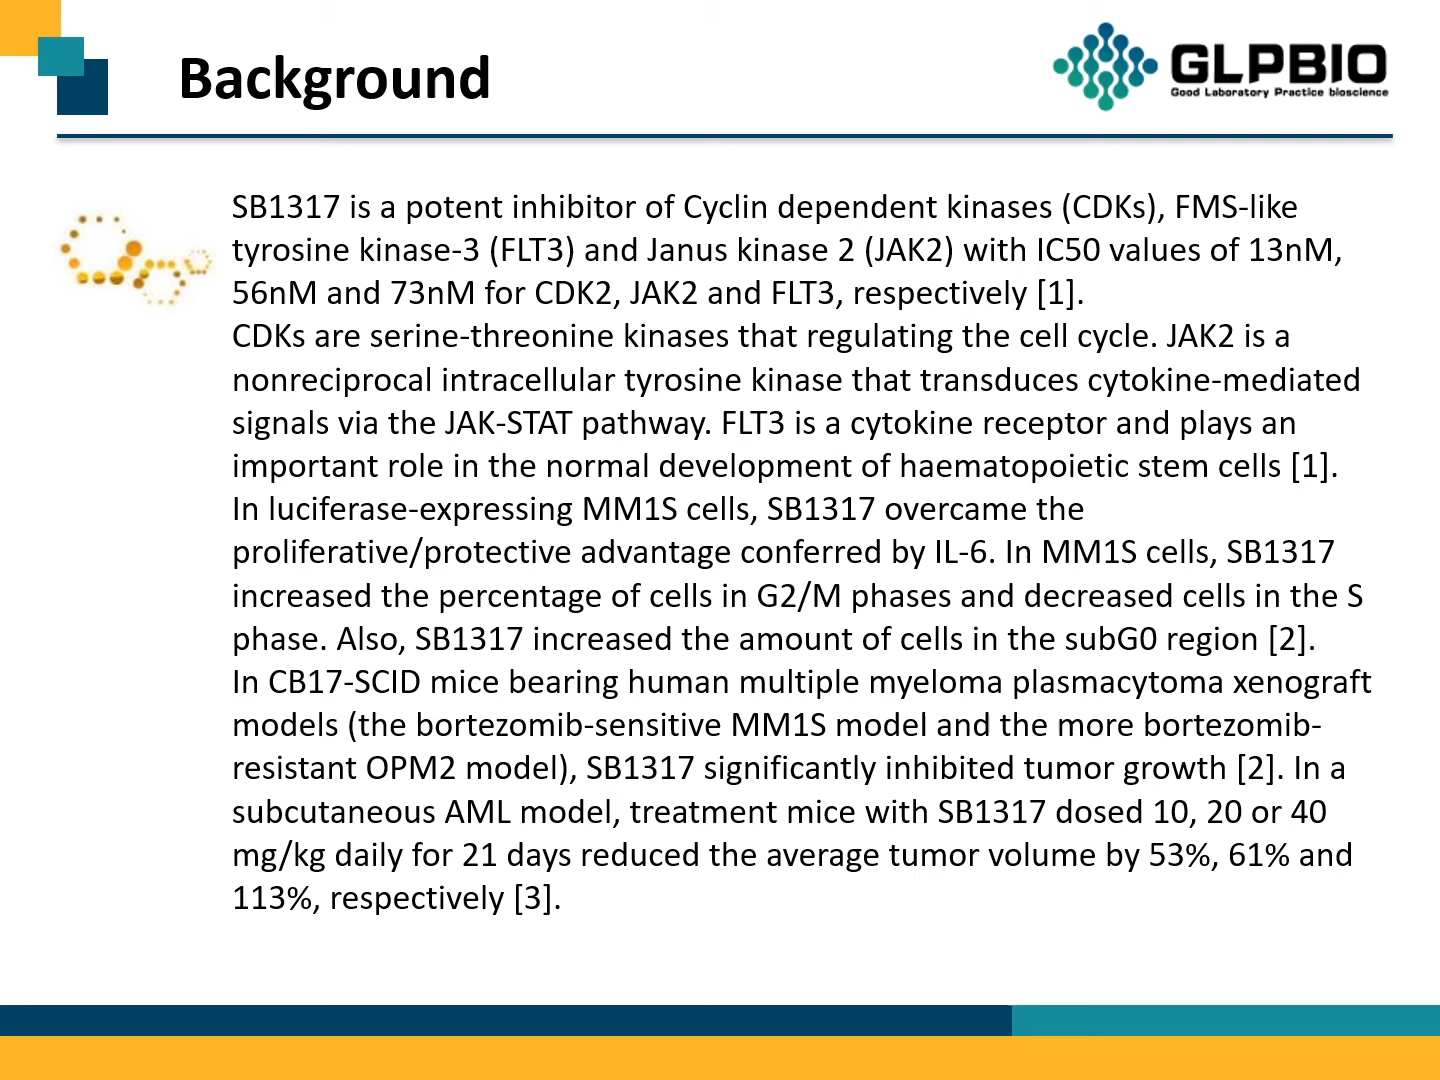 Background
GLPBIO
Good Laboratory Practice bioscience
SB1317 is a potent inhibitor of Cyclin dependent kinases (CDKs), FMS-like
tyrosine kinase-3 (FLT3) and Janus kinase 2 (JAK2) with IC50 values of 13nM,
56nM and 73nM for CDK2, JAK2 and FLT3, respectively [1].
CDKs are serine-threonine kinases that regulating the cell cycle. JAK2 is a
nonreciprocal intracellular tyrosine kinase that transduces cytokine-mediated
signals via the JAK-STAT pathway. FLT3 is a cytokine receptor and plays an
important role in the normal development of haematopoietic stem cells [1].
In luciferase-expressing MM1S cells, SB1317 overcame the
proliferative/protective advantage conferred by IL-6. In MM1S cells, SB1317
increased the percentage of cells in G2/M phases and decreased cells in the S
phase. Also, SB1317 increased the amount of cells in the subG0 region [2].
In CB17-SCID mice bearing human multiple myeloma plasmacytoma xenograft
models (the bortezomib-sensitive MM1S model and the more bortezomib-
resistant OPM2 model), SB1317 significantly inhibited tumor growth [2]. In a
subcutaneous AML model, treatment mice with SB1317 dosed 10, 20 or 40
mg/kg daily for 21 days reduced the average tumor volume by 53%, 61% and
113%, respectively [3].